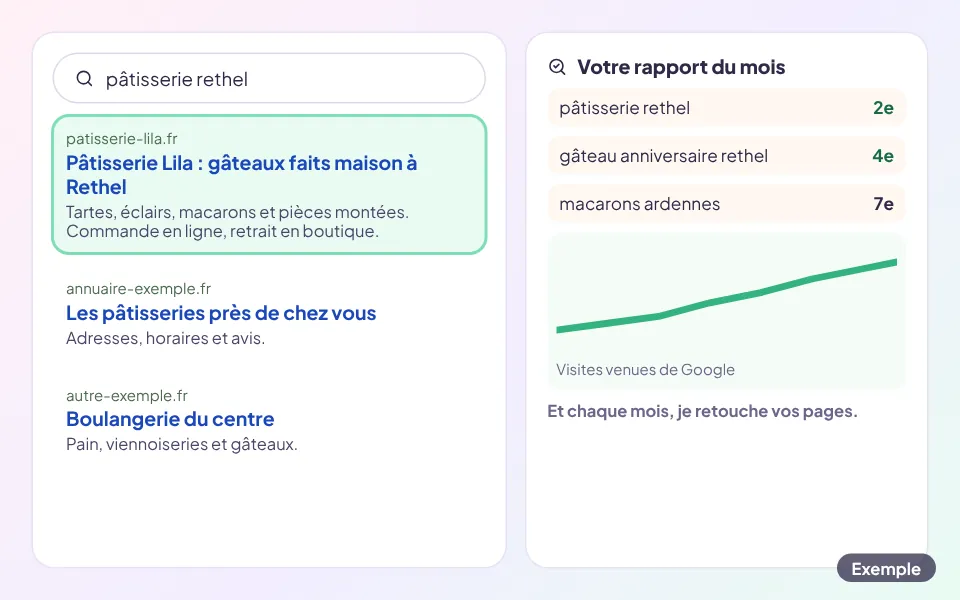 pâtisserie rethel
patisserie-lila.fr
Pâtisserie Lila : gâteaux faits maison à
Rethel
Tartes, éclairs, macarons et pièces montées.
Commande en ligne, retrait en boutique.
annuaire-exemple.fr
Les pâtisseries près de chez vous
Adresses, horaires et avis.
autre-exemple.fr
Boulangerie du centre
Pain, viennoiseries et gâteaux.
Votre rapport du mois
pâtisserie rethel 2e
gâteau anniversaire rethel 4e
macarons ardennes 7e
Visites venues de Google
Et chaque mois, je retouche vos pages.
Exemple